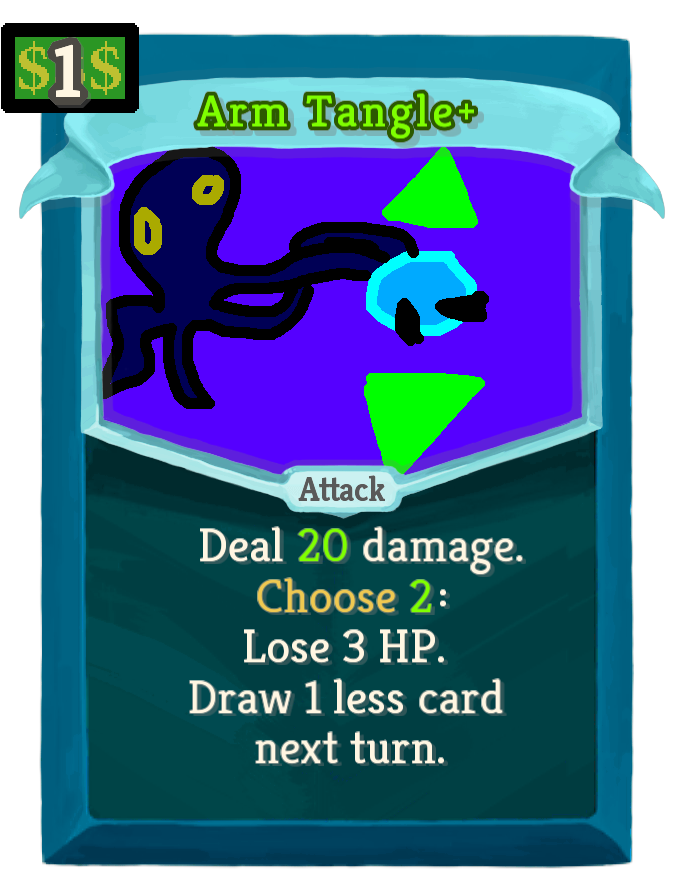 $1$
Arm Tangle+
Attack
Deal 20 damage.
Choose 2:
Lose 3 HP.
Draw 1 less card
next turn.